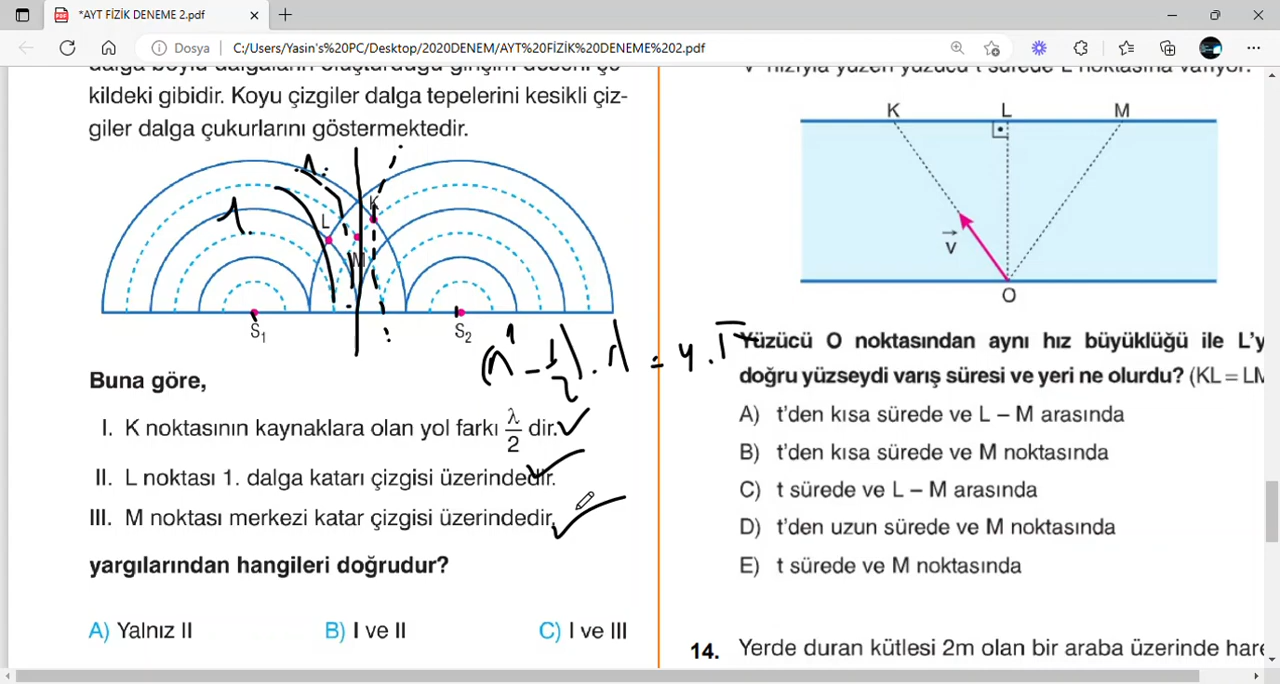 *AYT FİZİK DENEME 2.pdf
Dosya
C:/Users/Yasin's%20PC/Desktop/2020DENEM/AYT%20FİZİK%20DENEME%202.pdf
kildeki gibidir. Koyu çizgiler dalga tepelerini kesikli çiz-
giler dalga çukurlarını göstermektedir.
K
L
M
S1
S2
Buna göre,
I. K noktasının kaynaklara olan yol farkı λ/2 dir.
II. L noktası 1. dalga katarı çizgisi üzerindedir.
III. M noktası merkezi katar çizgisi üzerindedir.
yargılarından hangileri doğrudur?
A) Yalnız II
B) I ve II
C) I ve III
K
L
M
V
O
Yüzücü O noktasından aynı hız büyüklüğü ile L'y
doğru yüzseydi varış süresi ve yeri ne olurdu? (KL = LM
A) t'den kısa sürede ve L – M arasında
B) t'den kısa sürede ve M noktasında
C) t sürede ve L – M arasında
D) t'den uzun sürede ve M noktasında
E) t sürede ve M noktasında
14. Yerde duran kütlesi 2m olan bir araba üzerinde hare